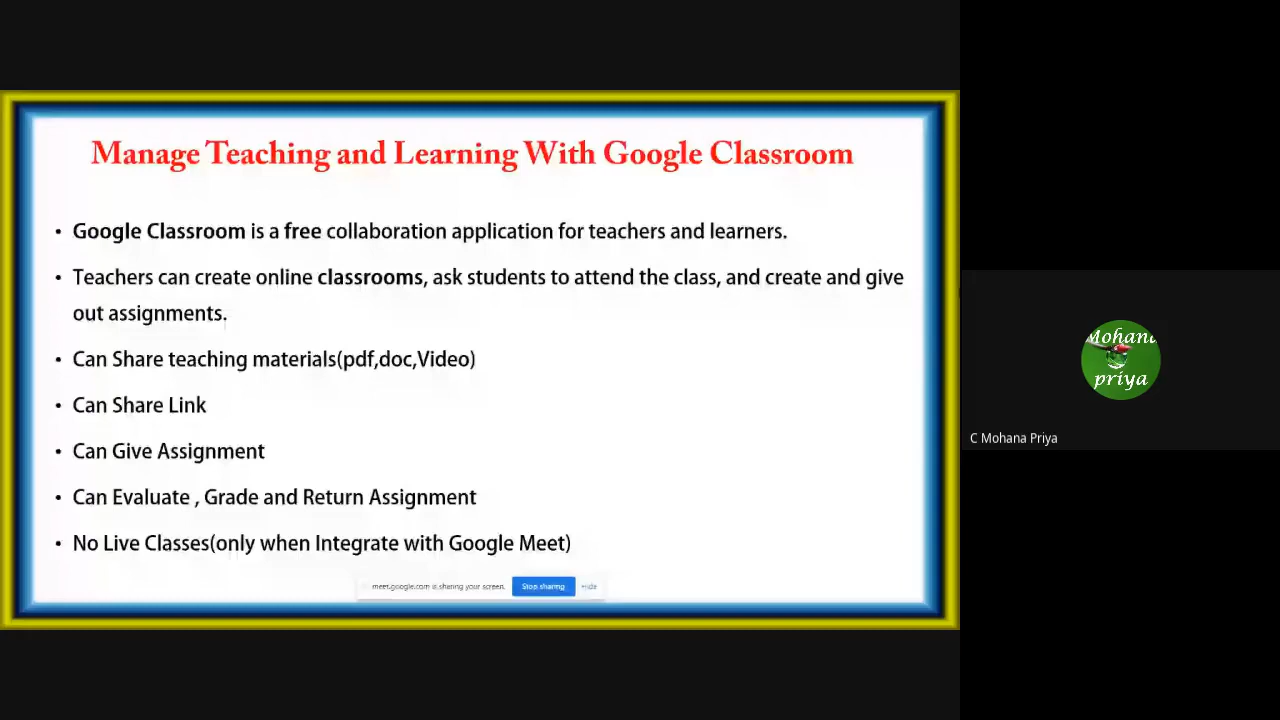 Manage Teaching and Learning With Google Classroom
• Google Classroom is a free collaboration application for teachers and learners.
• Teachers can create online classrooms, ask students to attend the class, and create and give
out assignments.
• Can Share teaching materials(pdf,doc,Video)
• Can Share Link
• Can Give Assignment
• Can Evaluate , Grade and Return Assignment
• No Live Classes(only when Integrate with Google Meet)
meet.google.com is sharing your screen. Stop sharing Hide
Mohana
priya
C Mohana Priya